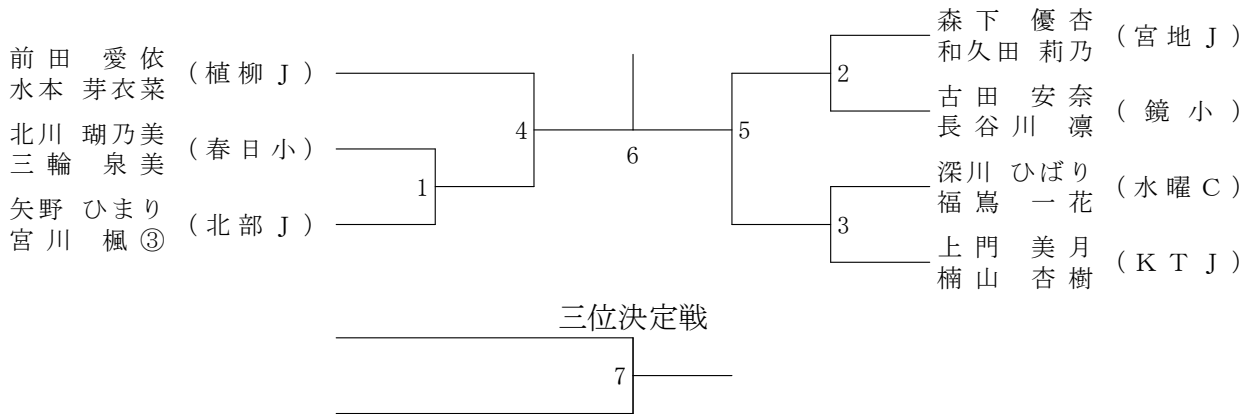 前田 愛依
水本 芽衣菜
(植柳J)
北川 瑚乃美
三輪 泉美
(春日小)
矢野 ひまり
宮川 楓③
(北部J)
1
4
6
森下 優杏
和久田 莉乃
(宮地J)
2
古田 安奈
長谷川 凛
(鏡小)
5
深川 ひばり
福嶌 一花
(水曜C)
3
上門 美月
楠山 杏樹
(KTJ)
三位決定戦
7